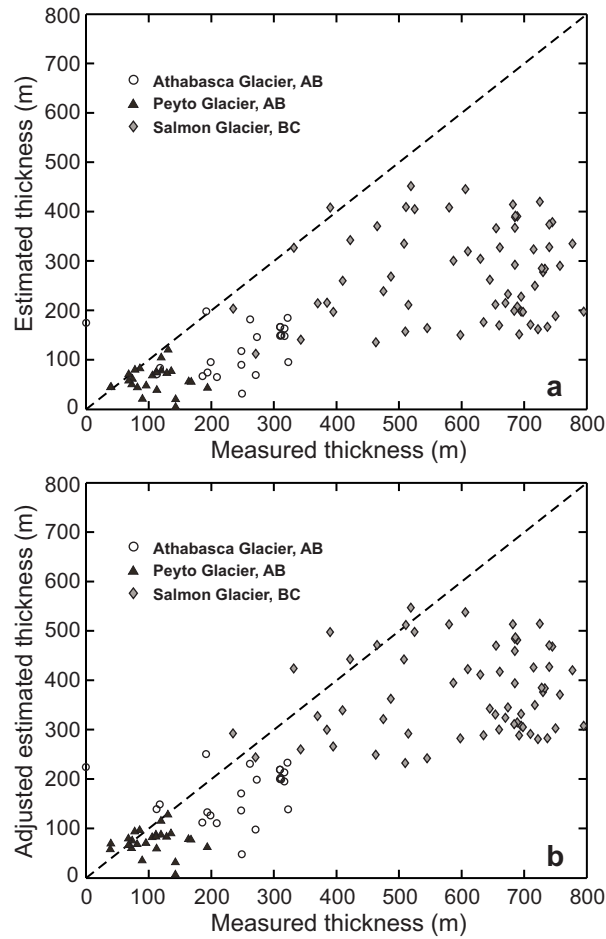 800
700
600
500
400
300
200
100
0
Estimated thickness (m)
Athabasca Glacier, AB
Peyto Glacier, AB
Salmon Glacier, BC
a
0 100 200 300 400 500 600 700 800
Measured thickness (m)
800
700
600
500
400
300
200
100
0
Adjusted estimated thickness (m)
Athabasca Glacier, AB
Peyto Glacier, AB
Salmon Glacier, BC
b
0 100 200 300 400 500 600 700 800
Measured thickness (m)